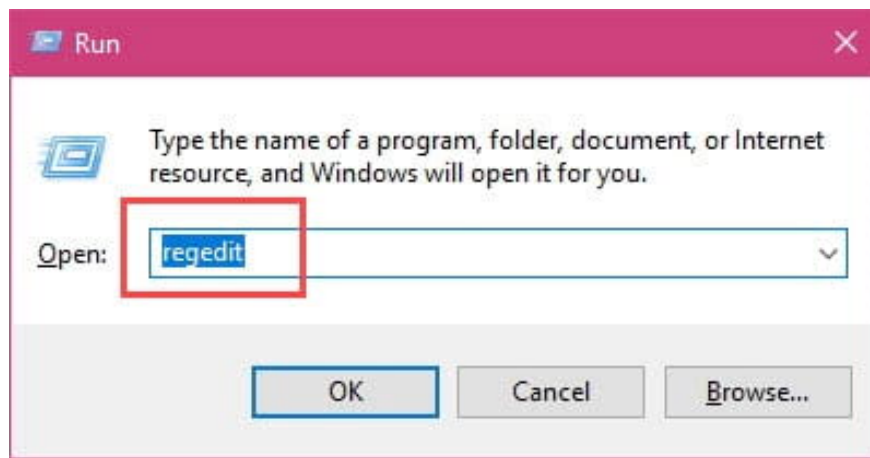 Run
Type the name of a program, folder, document, or Internet
resource, and Windows will open it for you.
Open: regedit
OK Cancel Browse...